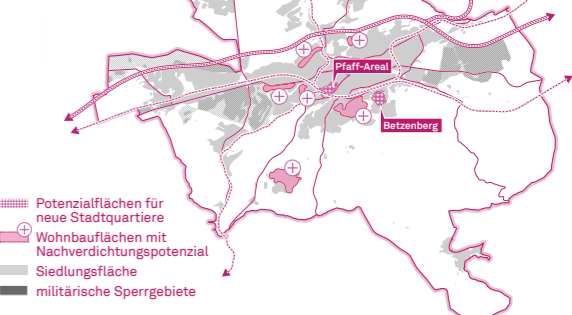 Pfaff-Areal
Betzenberg
Potenzialflächen für
neue Stadtquartiere
Wohnbauflächen mit
Nachverdichtungspotenzial
Siedlungsfläche
militärische Sperrgebiete